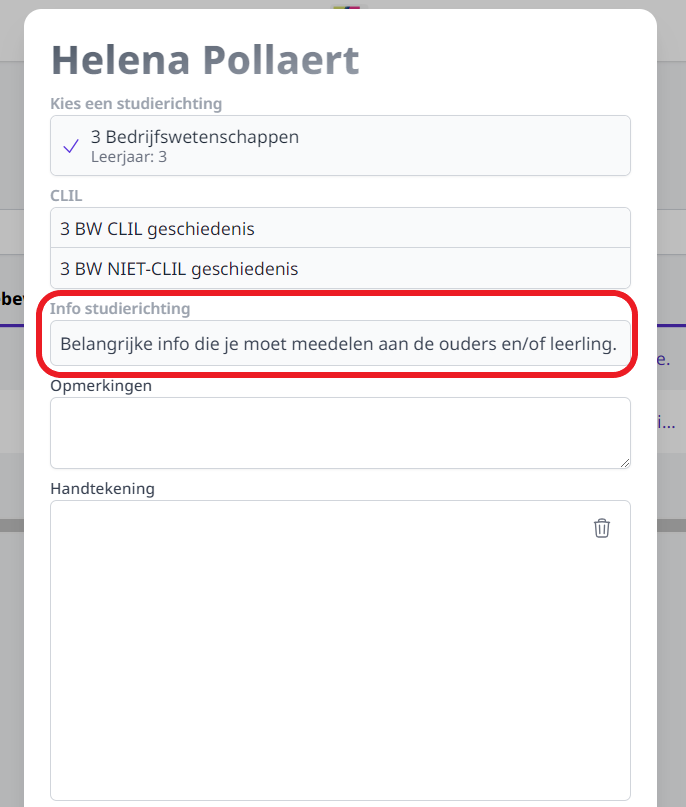 Helena Pollaert
Kies een studierichting
3 Bedrijfswetenschappen
Leerjaar: 3
CLIL
3 BW CLIL geschiedenis
3 BW NIET-CLIL geschiedenis
Info studierichting
Belangrijke info die je moet meedelen aan de ouders en/of leerling.
Opmerkingen
Handtekening